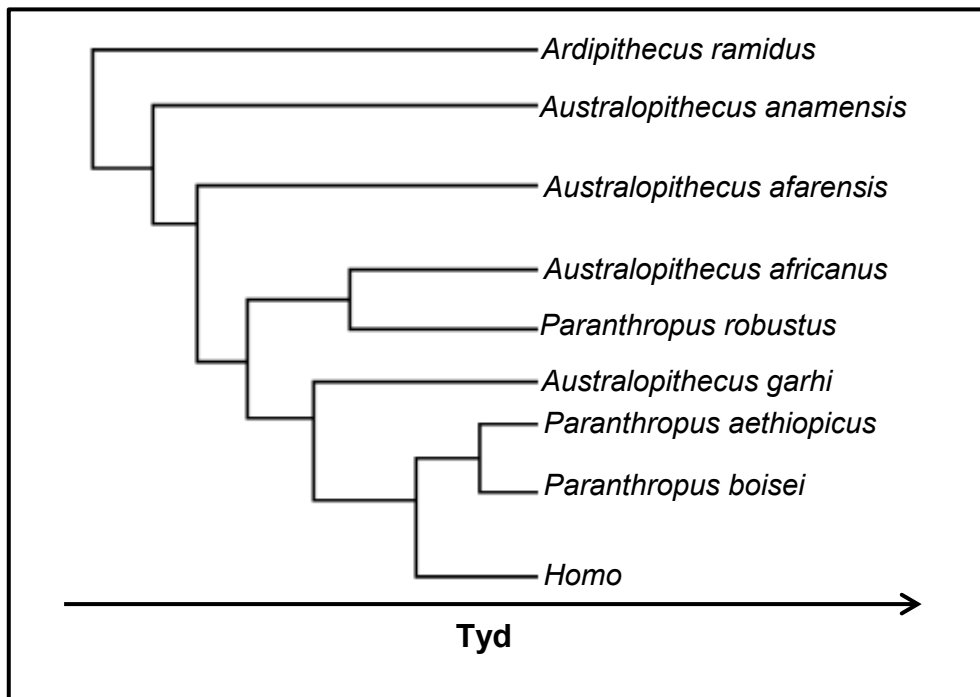 Ardipithecus ramidus
Australopithecus anamensis
Australopithecus afarensis
Australopithecus africanus
Paranthropus robustus
Australopithecus garhi
Paranthropus aethiopicus
Paranthropus boisei
Homo
Tyd